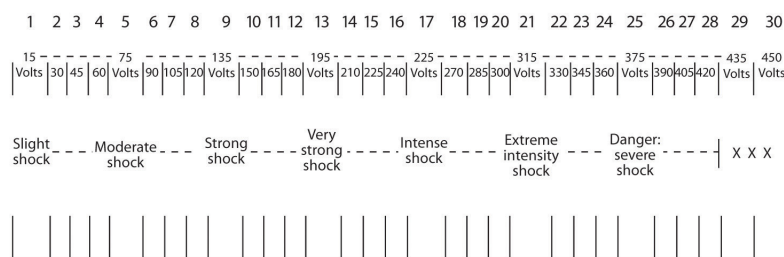 1 2 3 4 5 6 7 8 9 10 11 12 13 14 15 16 17 18 19 20 21 22 23 24 25 26 27 28 29 30
15 75 135 195 225 315 375 435 450
Volts 30 45 60 Volts 90 105 120 Volts 150 165 180 Volts 210 225 240 Volts 270 285 300 Volts 330 345 360 Volts 390 405 420 Volts Volts
Slight shock
Moderate shock
Strong shock
Very strong shock
Intense shock
Extreme intensity shock
Danger: severe shock
X X X